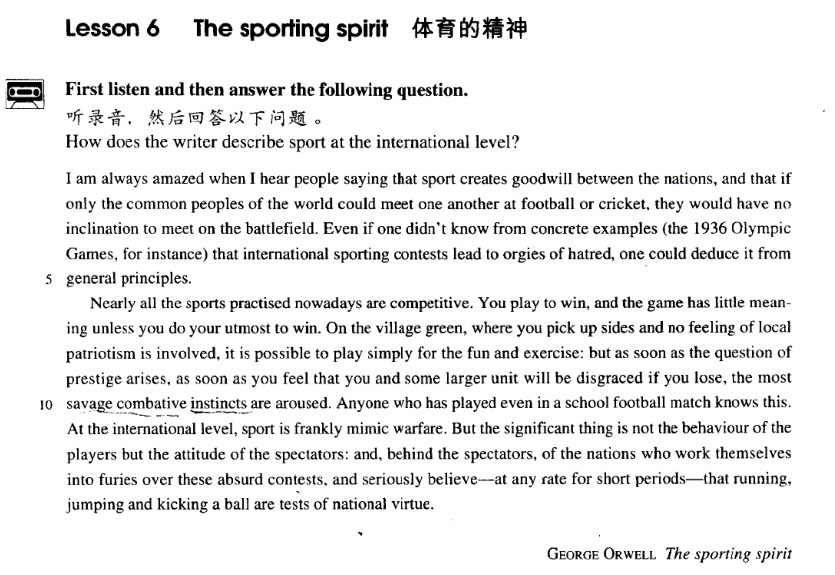 Lesson 6 The sporting spirit 体育的精神
First listen and then answer the following question.
听录音，然后回答以下问题。
How does the writer describe sport at the international level?
I am always amazed when I hear people saying that sport creates goodwill between the nations, and that if
only the common peoples of the world could meet one another at football or cricket, they would have no
inclination to meet on the battlefield. Even if one didn't know from concrete examples (the 1936 Olympic
Games, for instance) that international sporting contests lead to orgies of hatred, one could deduce it from
5 general principles.
Nearly all the sports practised nowadays are competitive. You play to win, and the game has little mean-
ing unless you do your utmost to win. On the village green, where you pick up sides and no feeling of local
patriotism is involved, it is possible to play simply for the fun and exercise: but as soon as the question of
prestige arises, as soon as you feel that you and some larger unit will be disgraced if you lose, the most
10 savage combative instincts are aroused. Anyone who has played even in a school football match knows this.
At the international level, sport is frankly mimic warfare. But the significant thing is not the behaviour of the
players but the attitude of the spectators: and, behind the spectators, of the nations who work themselves
into furies over these absurd contests, and seriously believe—at any rate for short periods—that running,
jumping and kicking a ball are tests of national virtue.
GEORGE ORWELL The sporting spirit